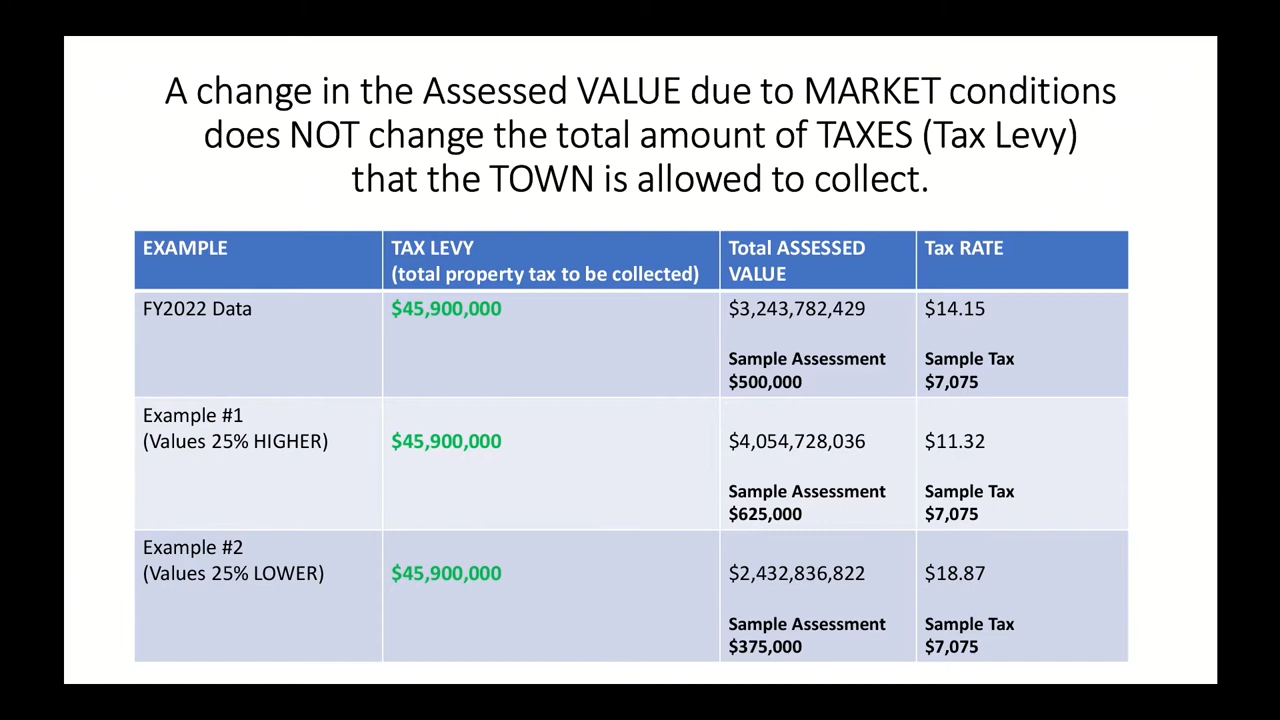 A change in the Assessed VALUE due to MARKET conditions
does NOT change the total amount of TAXES (Tax Levy)
that the TOWN is allowed to collect.
EXAMPLE
TAX LEVY
(total property tax to be collected)
Total ASSESSED
VALUE
Tax RATE
FY2022 Data
$45,900,000
$3,243,782,429
Sample Assessment
$500,000
$14.15
Sample Tax
$7,075
Example #1
(Values 25% HIGHER)
$45,900,000
$4,054,728,036
Sample Assessment
$625,000
$11.32
Sample Tax
$7,075
Example #2
(Values 25% LOWER)
$45,900,000
$2,432,836,822
Sample Assessment
$375,000
$18.87
Sample Tax
$7,075